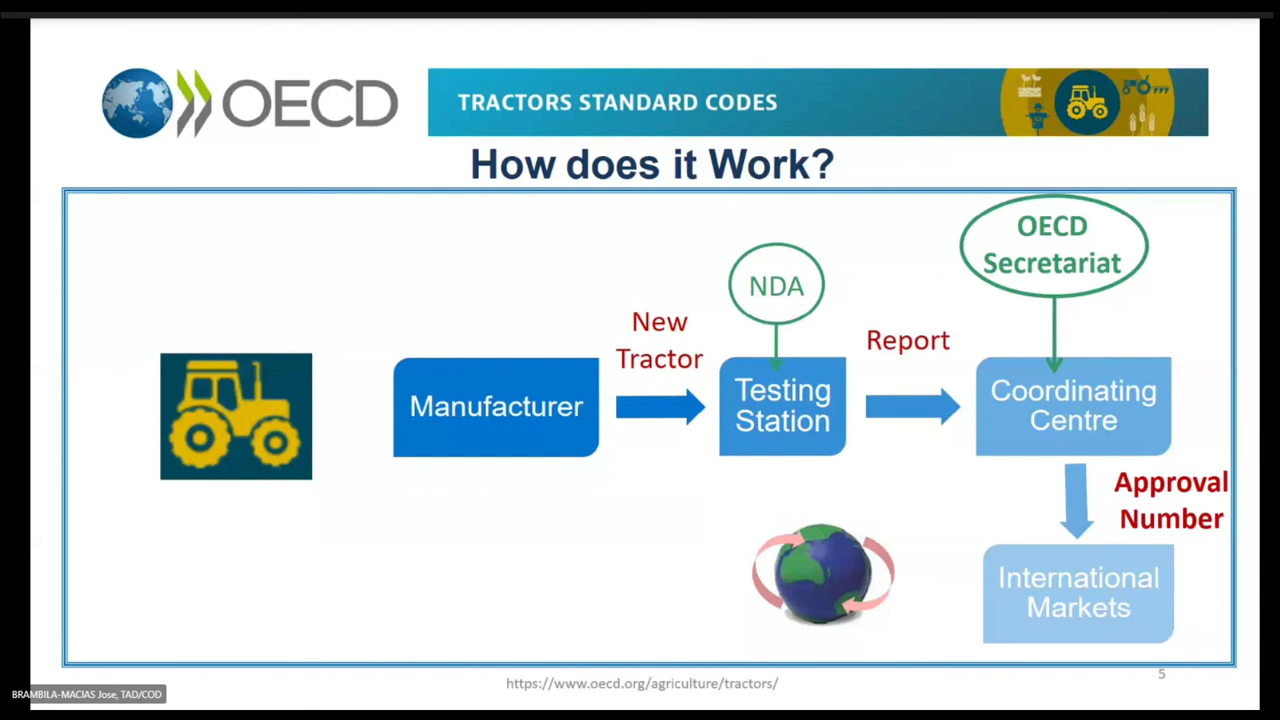 OECD
TRACTORS STANDARD CODES
How does it Work?
OECD
Secretariat
NDA
New
Tractor
Report
Manufacturer
Testing
Station
Coordinating
Centre
Approval
Number
International
Markets
https://www.oecd.org/agriculture/tractors/
5
BRAMBILA-MACIAS Jose, TAD/COD